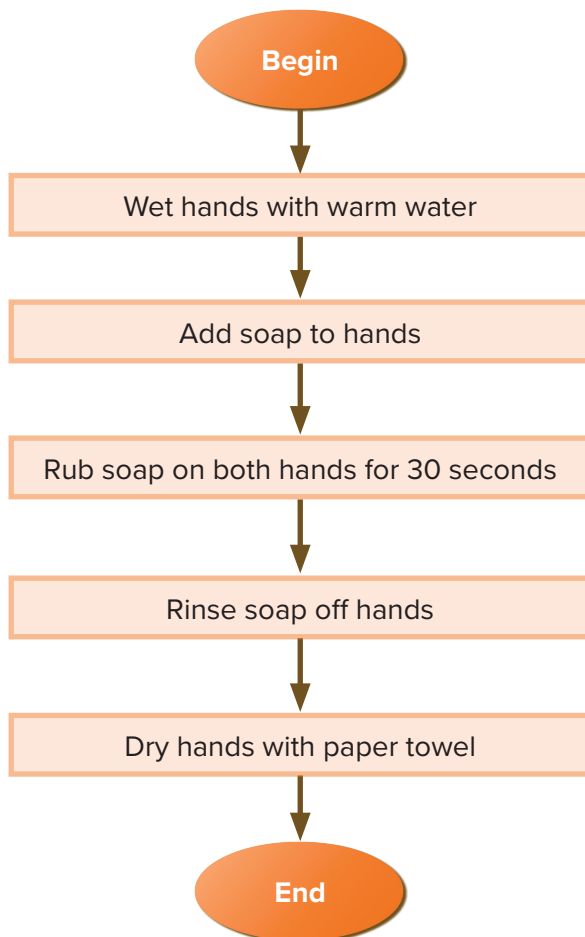 Begin
Wet hands with warm water
Add soap to hands
Rub soap on both hands for 30 seconds
Rinse soap off hands
Dry hands with paper towel
End